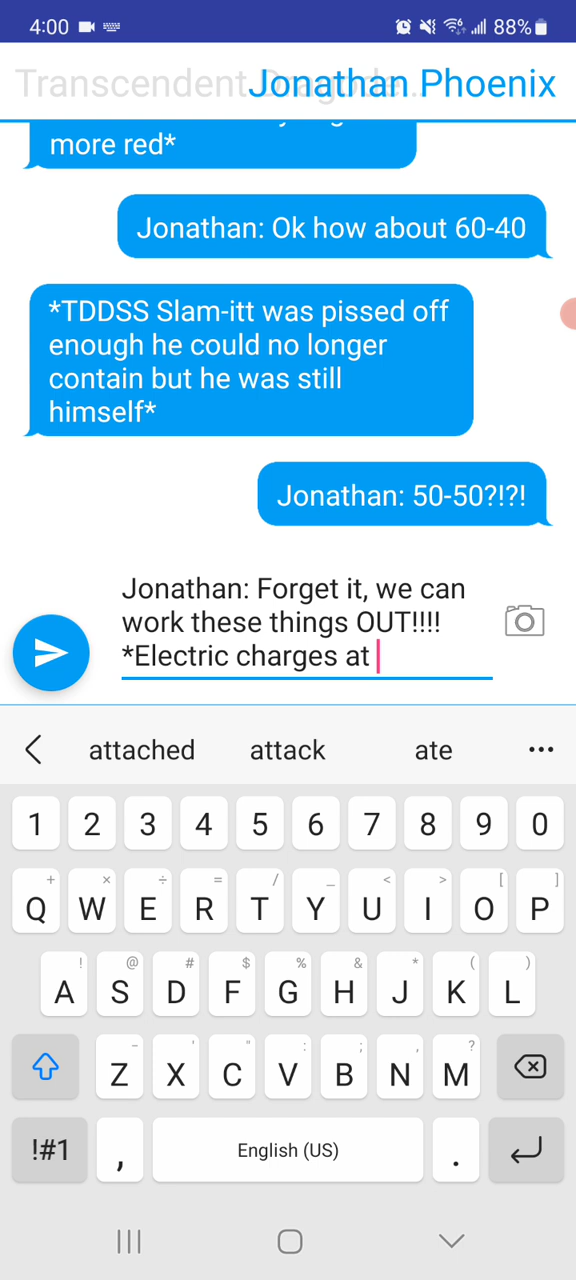 4:00 88%
Transcendent Dragode... Jonathan Phoenix
more red*
Jonathan: Ok how about 60-40
*TDDSS Slam-itt was pissed off
enough he could no longer
contain but he was still
himself*
Jonathan: 50-50?!?!
Jonathan: Forget it, we can
work these things OUT!!!!
*Electric charges at
attached attack ate
1 2 3 4 5 6 7 8 9 0
+ × ÷ = / _ < > [ ]
Q W E R T Y U I O P
! @ # $ % & * ( )
A S D F G H J K L
- ' " : ; , ?
Z X C V B N M
!#1 , English (US) .